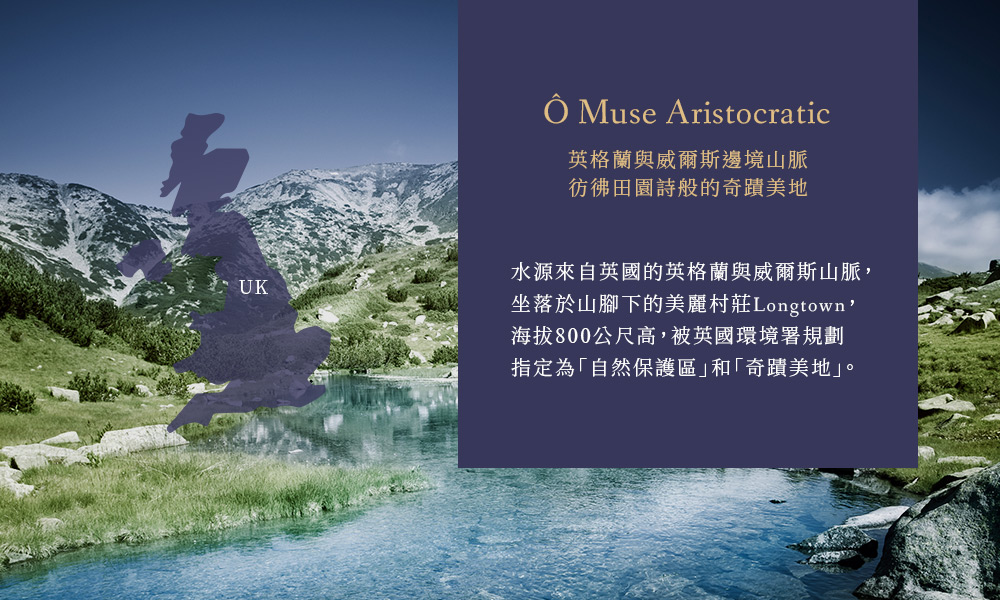 UK
Ô Muse Aristocratic
英格蘭與威爾斯邊境山脈
彷彿田園詩般的奇蹟美地
水源來自英國的英格蘭與威爾斯山脈，
坐落於山腳下的美麗村莊Longtown，
海拔800公尺高，被英國環境署規劃
指定為「自然保護區」和「奇蹟美地」。